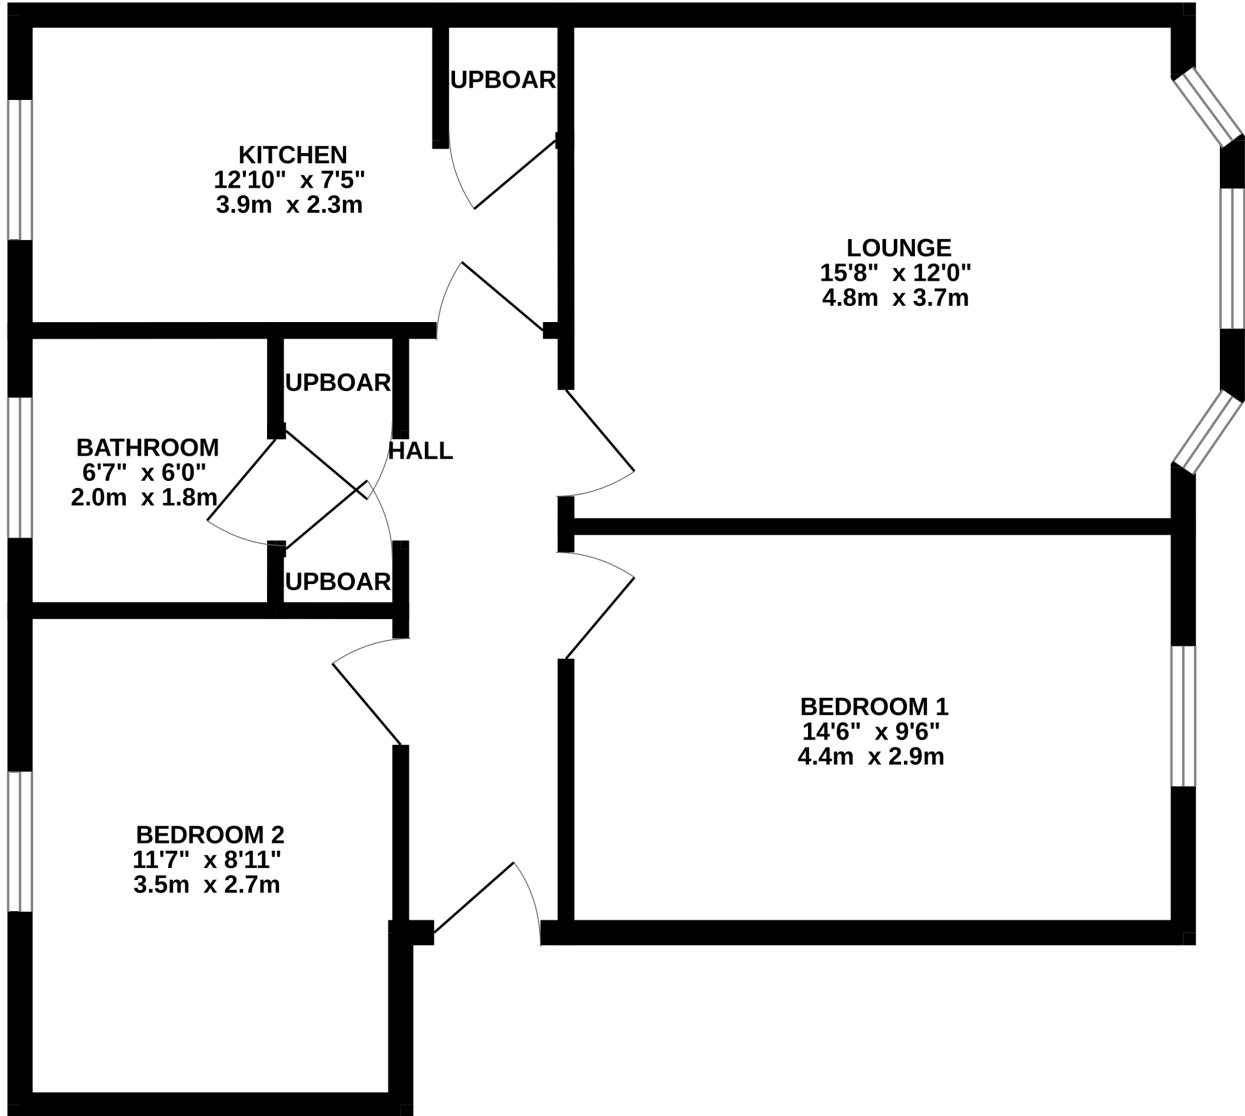 UPBOAR
KITCHEN
12'10" x 7'5"
3.9m x 2.3m
LOUNGE
15'8" x 12'0"
4.8m x 3.7m
UPBOAR
HALL
BATHROOM
6'7" x 6'0"
2.0m x 1.8m
UPBOAR
BEDROOM 1
14'6" x 9'6"
4.4m x 2.9m
BEDROOM 2
11'7" x 8'11"
3.5m x 2.7m